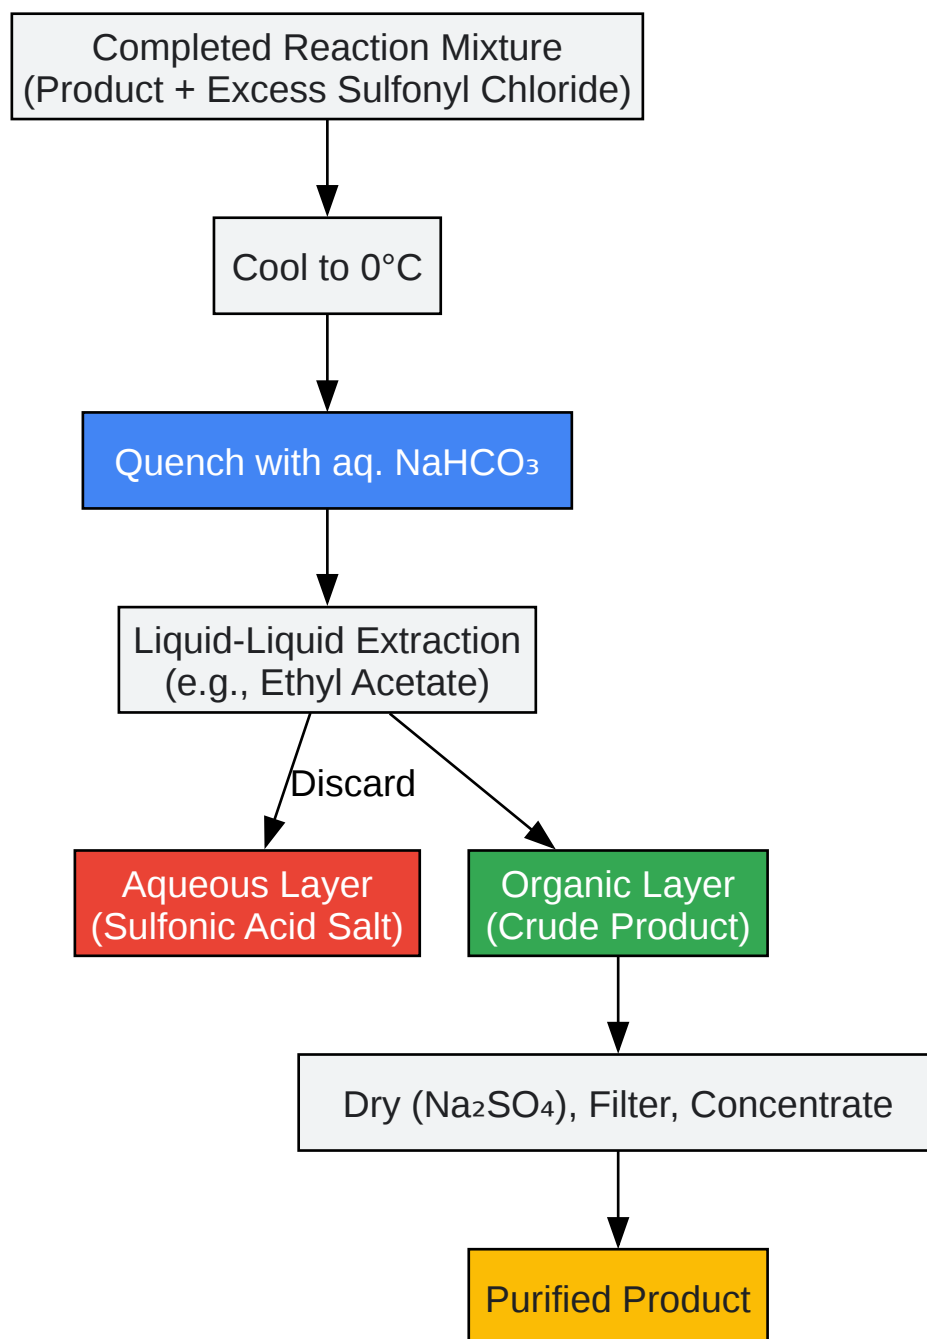 Completed Reaction Mixture
(Product + Excess Sulfonyl Chloride)
Cool to 0°C
Quench with aq. NaHCO₃
Liquid-Liquid Extraction
(e.g., Ethyl Acetate)
Discard
Aqueous Layer
(Sulfonic Acid Salt)
Organic Layer
(Crude Product)
Dry (Na₂SO₄), Filter, Concentrate
Purified Product